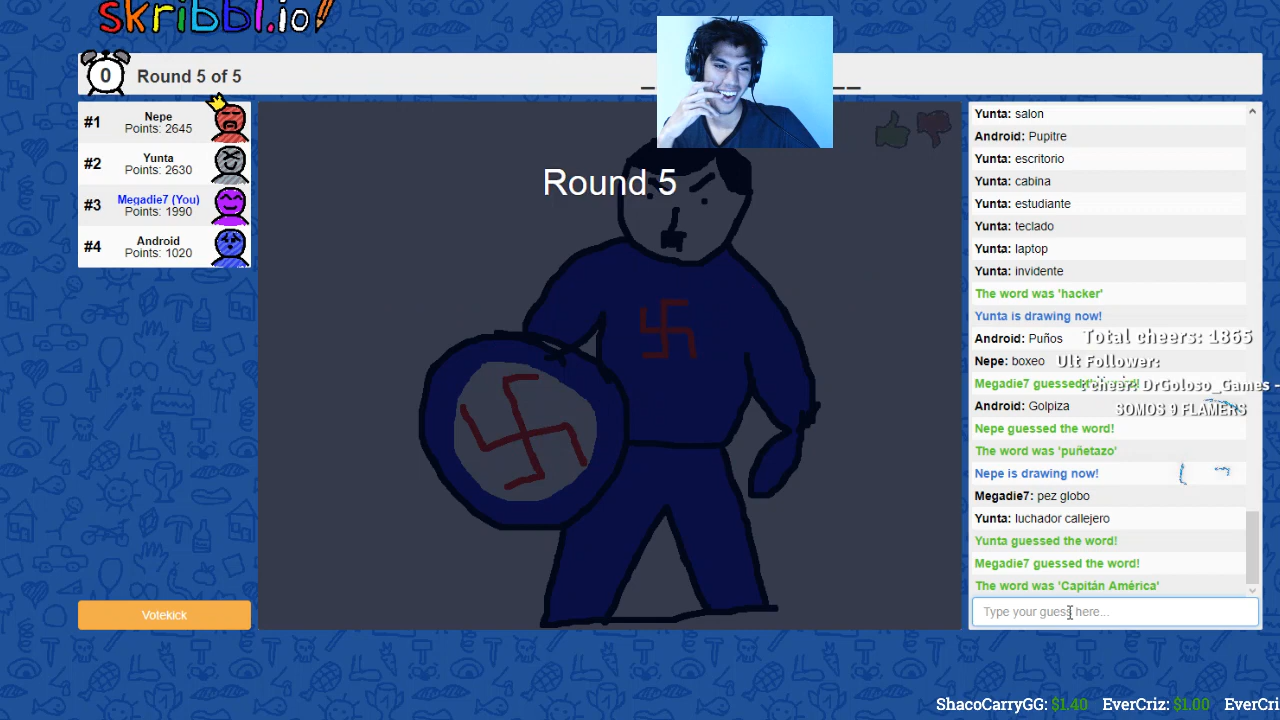 skribbl.io
0
Round 5 of 5
#1
Nepe
Points: 2645
#2
Yunta
Points: 2630
#3
Megadie7 (You)
Points: 1990
#4
Android
Points: 1020
Votekick
Round 5
Yunta: salon
Android: Pupitre
Yunta: escritorio
Yunta: cabina
Yunta: estudiante
Yunta: teclado
Yunta: laptop
Yunta: invidente
The word was 'hacker'
Yunta is drawing now!
Android: Puños
Total cheers: 1865
Nepe: boxeo
Ult Follower:
Megadie7 guessed
cheer: DrGoloso_Games -
Android: Golpiza
SOMOS 9 FLAMERS
Nepe guessed the word!
The word was 'puñetazo'
Nepe is drawing now!
Megadie7: pez globo
Yunta: luchador callejero
Yunta guessed the word!
Megadie7 guessed the word!
The word was 'Capitán América'
Type your guess here...
ShacoCarryGG: $1.40 EverCriz: $1.00 EverCri